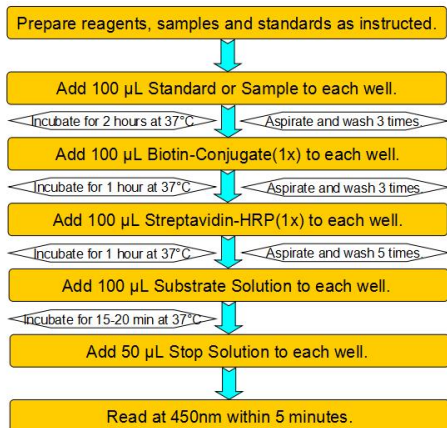 Prepare reagents, samples and standards as instructed.
Add 100 µL Standard or Sample to each well.
Incubate for 2 hours at 37°C
Aspirate and wash 3 times.
Add 100 µL Biotin-Conjugate(1x) to each well.
Incubate for 1 hour at 37°C
Aspirate and wash 3 times.
Add 100 µL Streptavidin-HRP(1x) to each well.
Incubate for 1 hour at 37°C
Aspirate and wash 5 times.
Add 100 µL Substrate Solution to each well.
Incubate for 15-20 min at 37°C
Add 50 µL Stop Solution to each well.
Read at 450nm within 5 minutes.